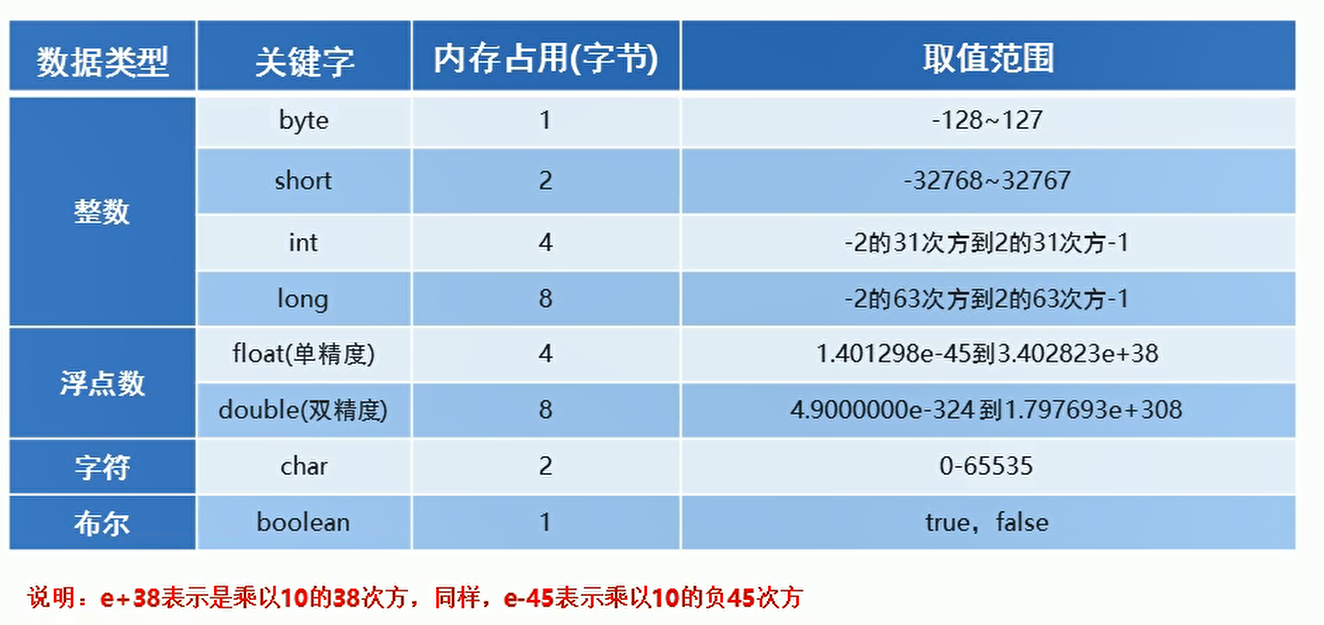 数据类型 关键字 内存占用(字节) 取值范围
整数 byte 1 -128~127
short 2 -32768~32767
int 4 -2的31次方到2的31次方-1
long 8 -2的63次方到2的63次方-1
浮点数 float(单精度) 4 1.401298e-45到3.402823e+38
double(双精度) 8 4.9000000e-324 到1.797693e+308
字符 char 2 0-65535
布尔 boolean 1 true，false
说明：e+38表示是乘以10的38次方，同样，e-45表示乘以10的负45次方